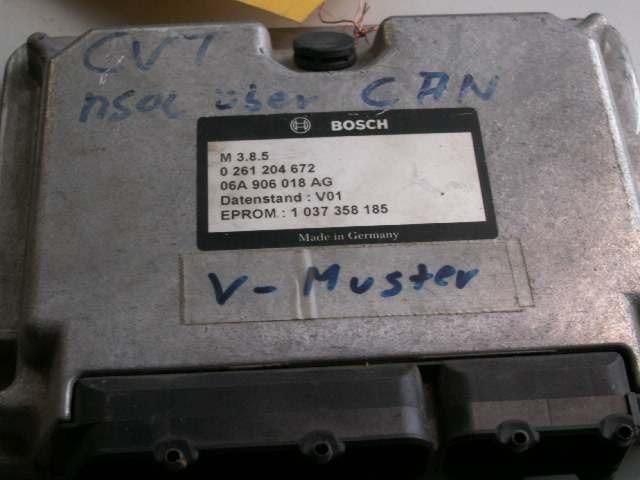 CVT
nsol über CAN
BOSCH
M 3.8.5
0 261 204 672
06A 906 018 AG
Datenstand : V01
EPROM : 1 037 358 185
Made in Germany
V-Muster